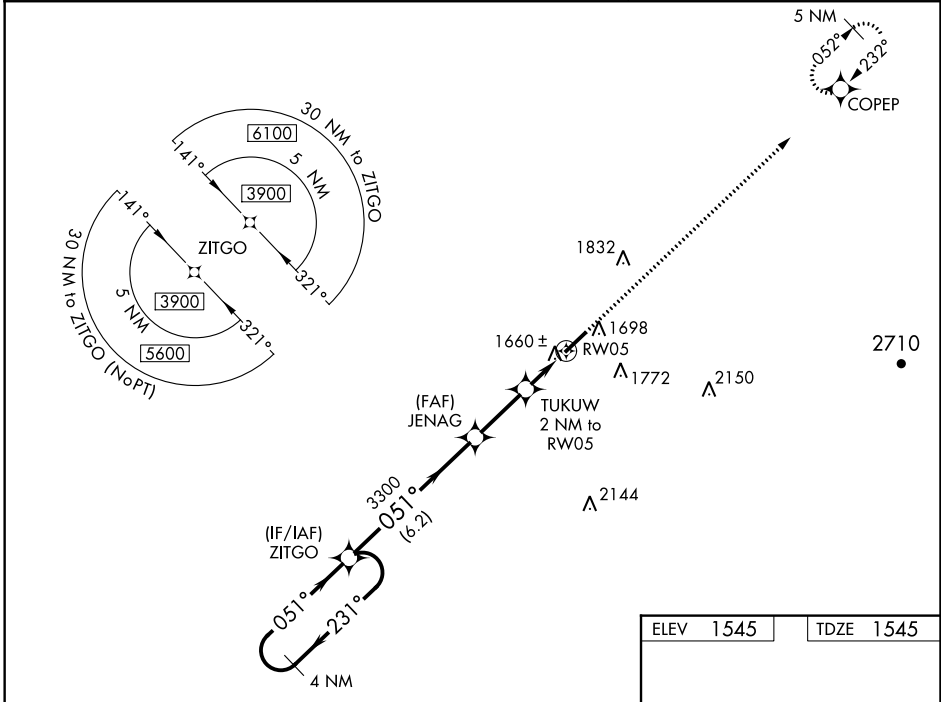 5 NM
052°
232°
COPEP
30 NM to ZITGO
6100
141°
5 NM
3900
321°
ZITGO
141°
30 NM to ZITGO (NoPT)
5 NM
3900
321°
5600
1832
1660 ±
1698
RW05
1772
2150
2710
(FAF)
JENAG
TUKUW
2 NM to
RW05
3300
051°
(6.2)
2144
(IF/IAF)
ZITGO
051°
231°
4 NM
ELEV 1545
TDZE 1545